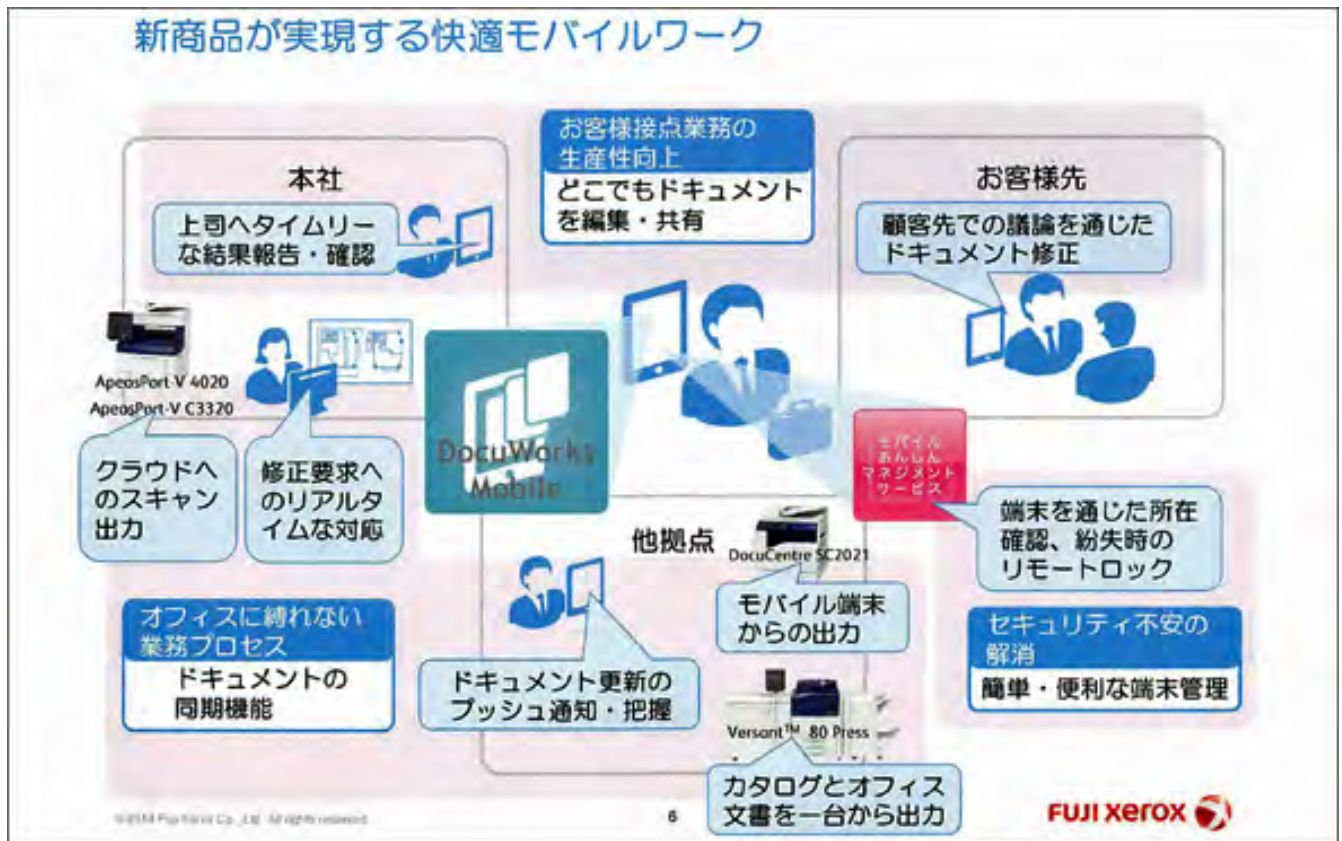 新商品が実現する快適モバイルワーク
お客様接点業務の
生産性向上
どこでもドキュメント
を編集・共有
本社
上司へタイムリー
な結果報告・確認
お客様先
顧客先での議論を通じた
ドキュメント修正
ApeosPort-V 4020
ApeosPort-V C3320
クラウドへ
のスキャン
出力
修正要求へ
のリアルタ
イムな対応
DocuWorks
Mobile
モバイル
あんしん
マネジメント
サービス
端末を通じた所在
確認、紛失時の
リモートロック
他拠点
DocuCentre SC2021
モバイル端末
からの出力
オフィスに縛れない
業務プロセス
ドキュメントの
同期機能
ドキュメント更新の
プッシュ通知・把握
セキュリティ不安の
解消
簡単・便利な端末管理
Versant™ 80 Press
カタログとオフィス
文書を一台から出力
©2014 Fuji Xerox Co., Ltd. All rights reserved.
6
FUJI xerox